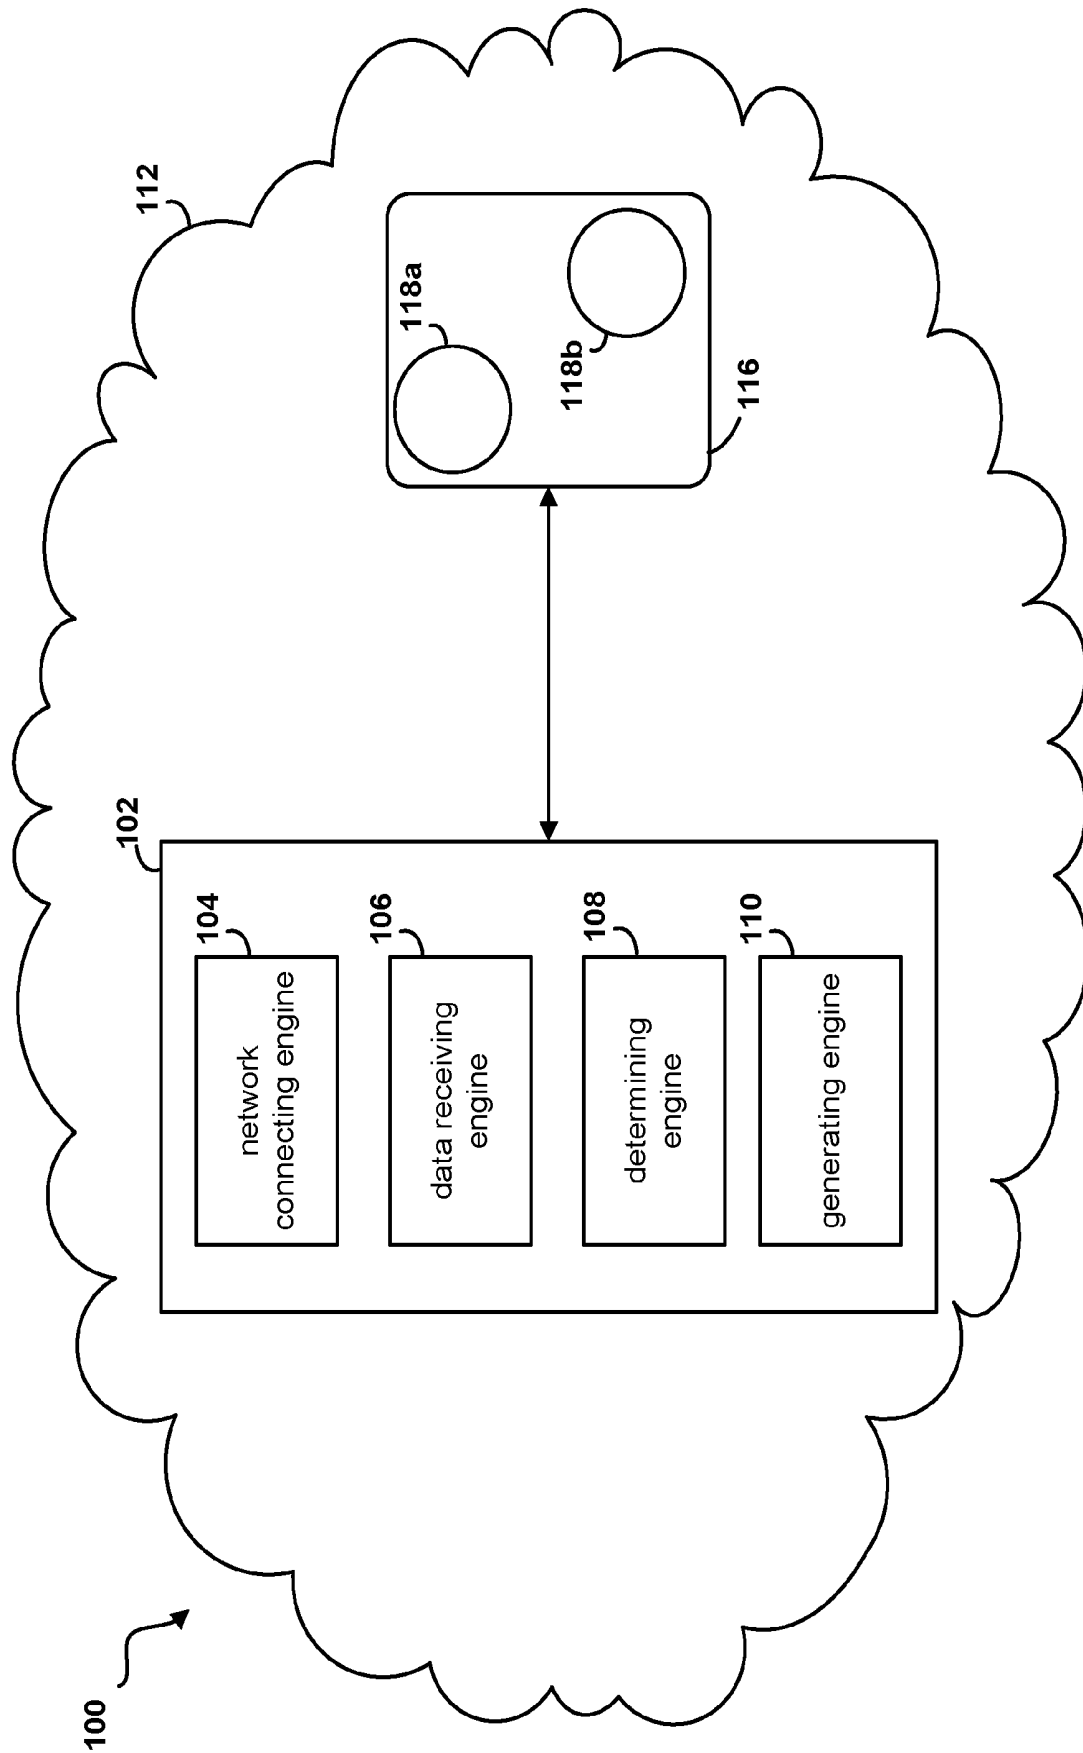 100
102
104
network
connecting engine
106
data receiving
engine
108
determining
engine
110
generating engine
112
118a
118b
116